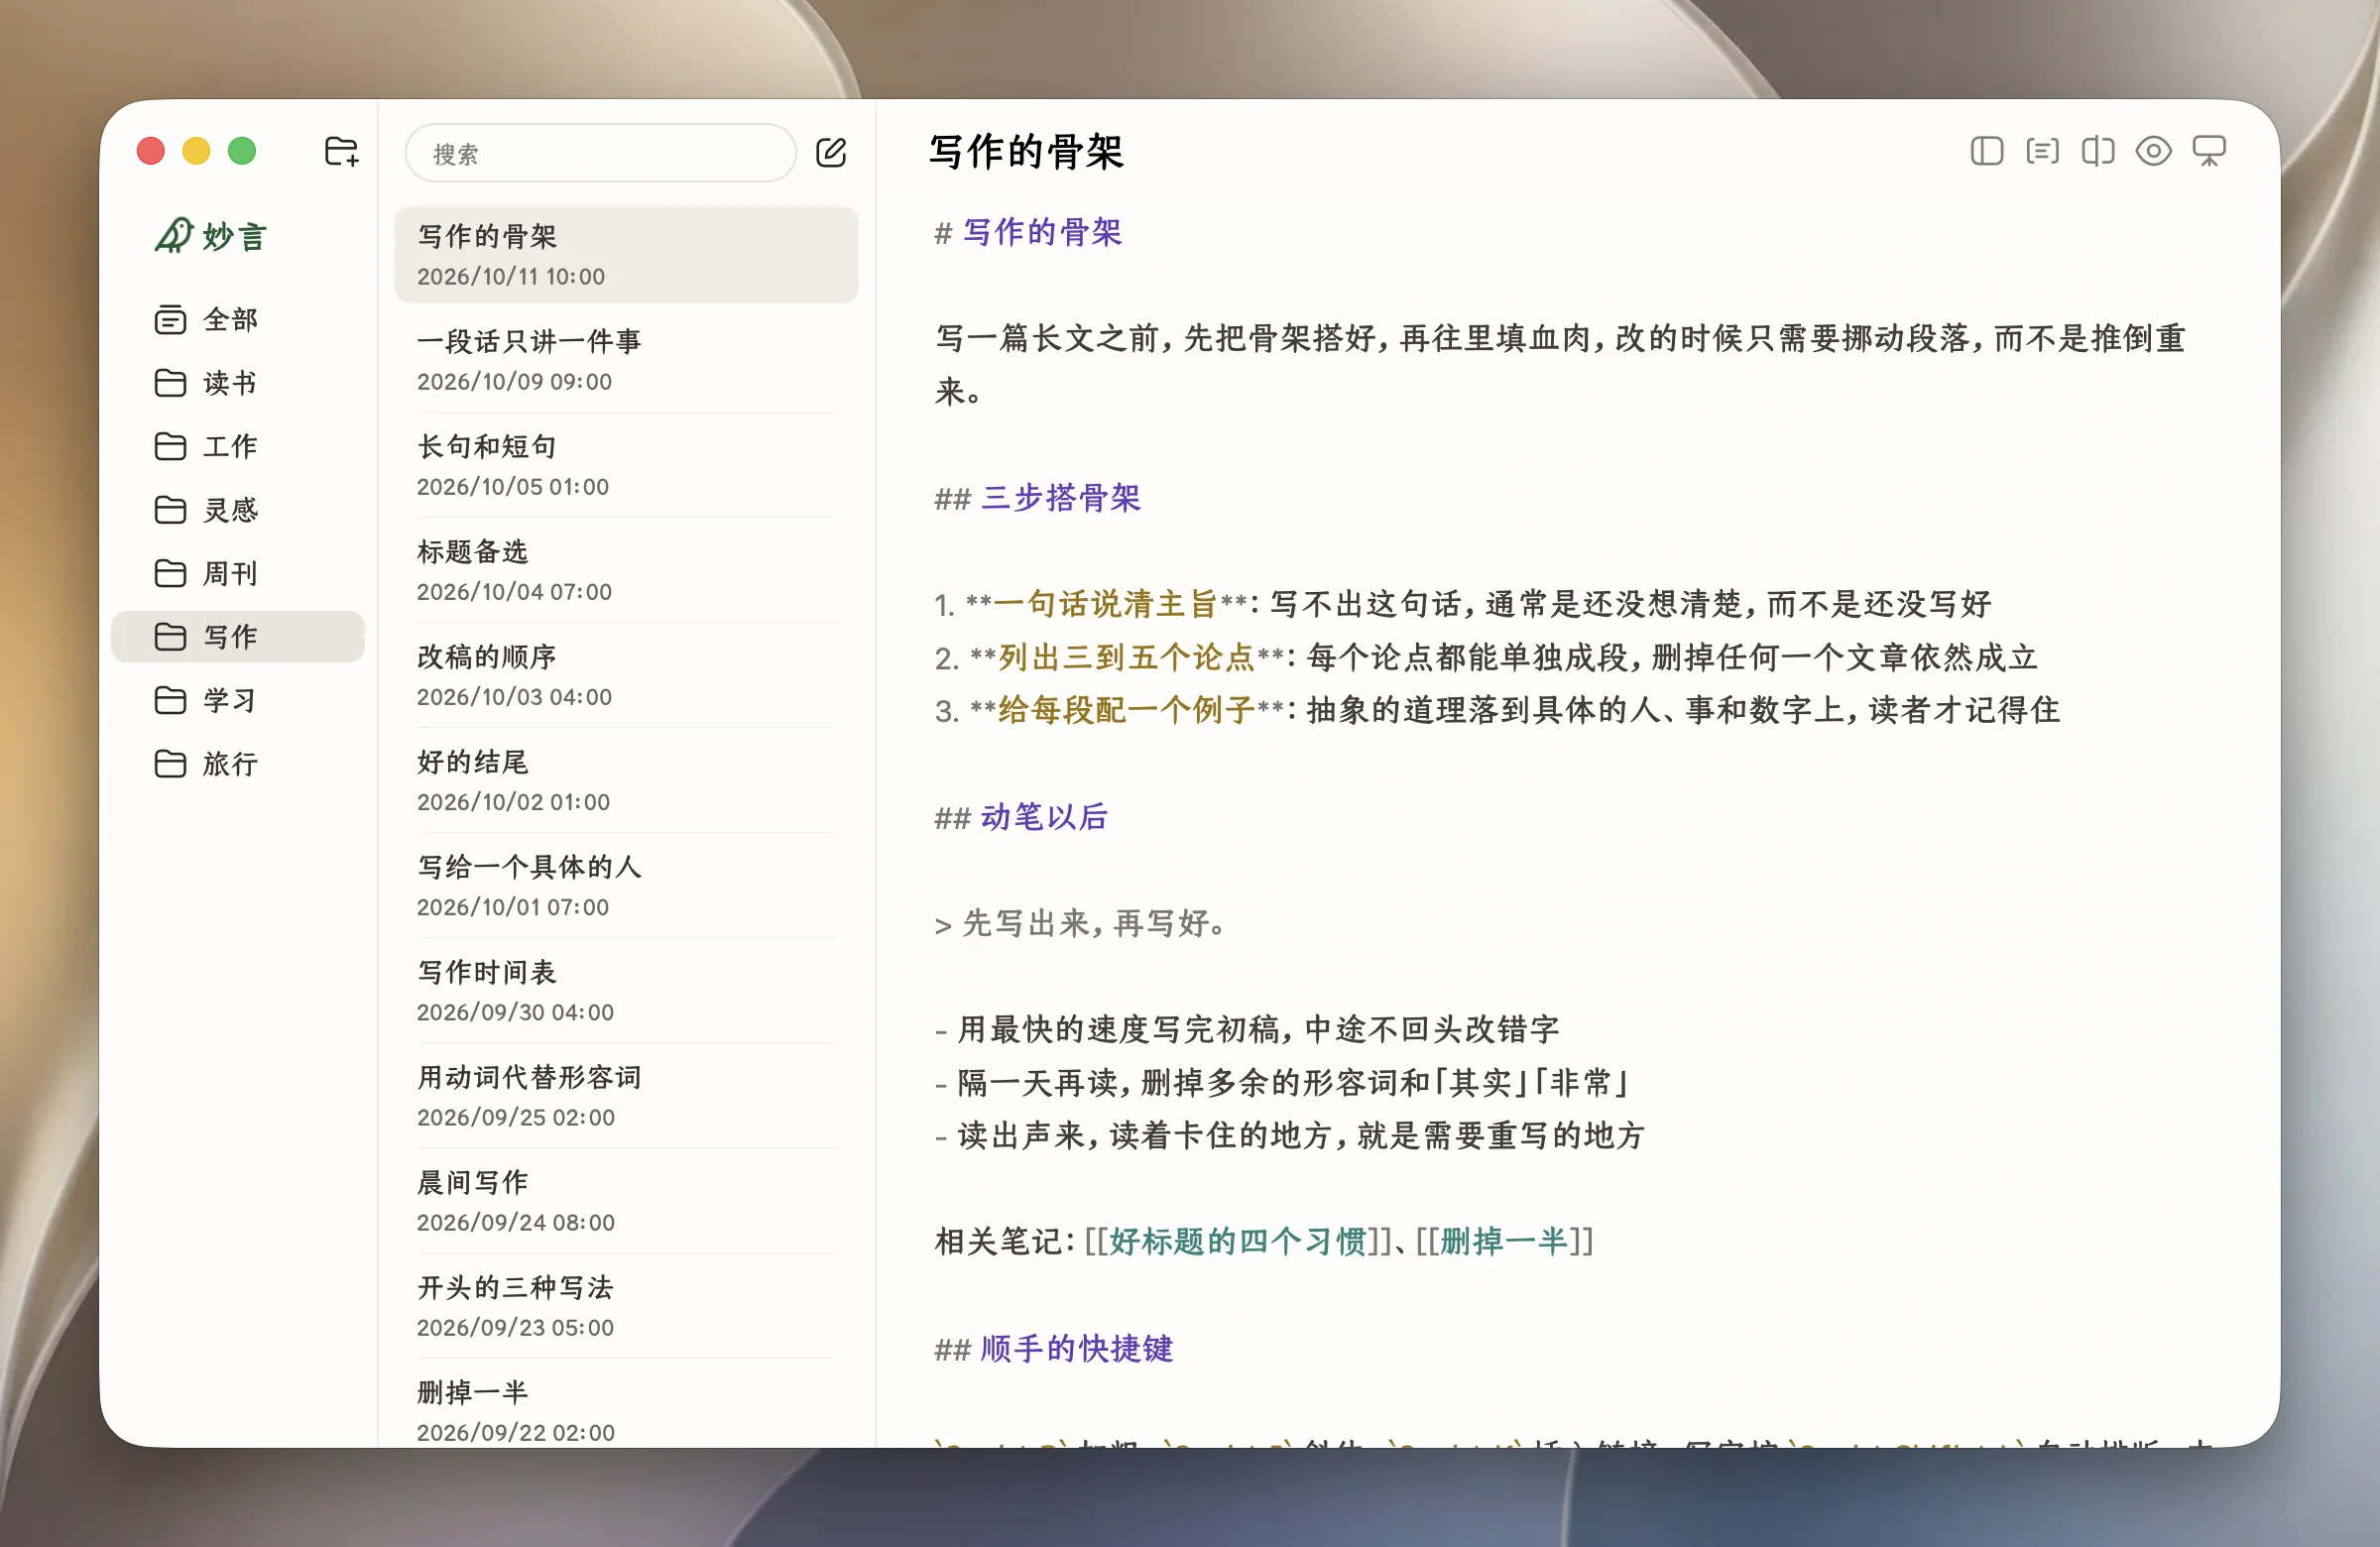 妙言
全部
读书
工作
灵感
周刊
写作
学习
旅行
搜索
写作的骨架
2026/10/11 10:00
一段话只讲一件事
2026/10/09 09:00
长句和短句
2026/10/05 01:00
标题备选
2026/10/04 07:00
改稿的顺序
2026/10/03 04:00
好的结尾
2026/10/02 01:00
写给一个具体的人
2026/10/01 07:00
写作时间表
2026/09/30 04:00
用动词代替形容词
2026/09/25 02:00
晨间写作
2026/09/24 08:00
开头的三种写法
2026/09/23 05:00
删掉一半
2026/09/22 02:00
写作的骨架
# 写作的骨架
写一篇长文之前，先把骨架搭好，再往里填血肉，改的时候只需要挪动段落，而不是推倒重
来。
## 三步搭骨架
1. **一句话说清主旨**：写不出这句话，通常是还没想清楚，而不是还没写好
2. **列出三到五个论点**：每个论点都能单独成段，删掉任何一个文章依然成立
3. **给每段配一个例子**：抽象的道理落到具体的人、事和数字上，读者才记得住
## 动笔以后
> 先写出来，再写好。
- 用最快的速度写完初稿，中途不回头改错字
- 隔一天再读，删掉多余的形容词和「其实」「非常」
- 读出声来，读着卡住的地方，就是需要重写的地方
相关笔记：[[好标题的四个习惯]]、[[删掉一半]]
## 顺手的快捷键